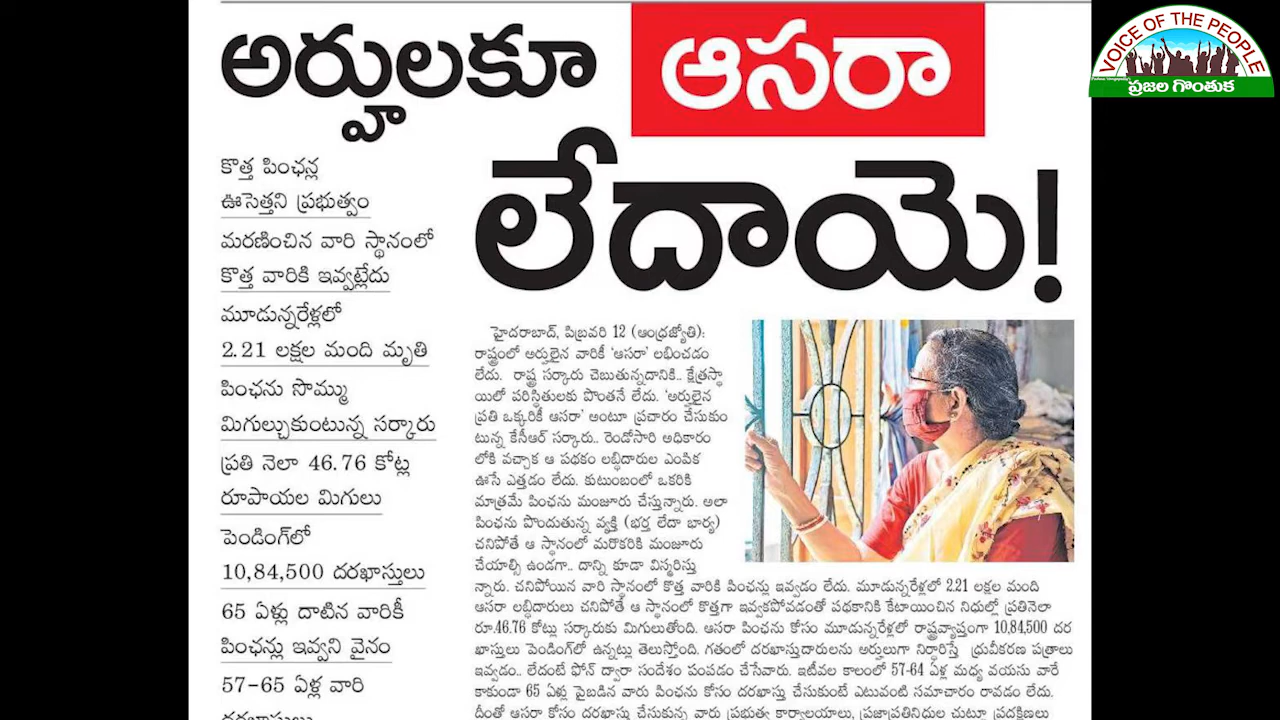 అర్హులకూ ఆసరా
లేదాయె!
కొత్త పింఛన్ల
ఊసెత్తని ప్రభుత్వం
మరణించిన వారి స్థానంలో
కొత్త వారికి ఇవ్వట్లేదు
మూడున్నరేళ్లలో
2.21 లక్షల మంది మృతి
పింఛను సొమ్ము
మిగుల్చుకుంటున్న సర్కారు
ప్రతి నెలా 46.76 కోట్ల
రూపాయల మిగులు
పెండింగ్‌లో
10,84,500 దరఖాస్తులు
65 ఏళ్లు దాటిన వారికీ
పింఛన్లు ఇవ్వని వైనం
57-65 ఏళ్ల వారి
హైదరాబాద్, పిబ్రవరి 12 (ఆంధ్రజ్యోతి):
రాష్ట్రంలో అర్హులైన వారికీ 'ఆసరా' లభించడం
లేదు. రాష్ట్ర సర్కారు చెబుతున్నదానికి.. క్షేత్రస్థా
యిలో పరిస్థితులకు పొంతనే లేదు. 'అర్హులైన
ప్రతి ఒక్కరికీ ఆసరా' అంటూ ప్రచారం చేసుకుం
టున్న కేసీఆర్ సర్కారు.. రెండోసారి అధికారం
లోకి వచ్చాక ఆ పథకం లబ్ధిదారుల ఎంపిక
ఊసే ఎత్తడం లేదు. కుటుంబంలో ఒకరికి
మాత్రమే పింఛను మంజూరు చేస్తున్నారు. అలా
పింఛను పొందుతున్న వ్యక్తి (భర్త లేదా భార్య)
చనిపోతే ఆ స్థానంలో మరొకరికి మంజూరు
చేయాల్సి ఉండగా.. దాన్ని కూడా విస్మరిస్తు
న్నారు. చనిపోయిన వారి స్థానంలో కొత్త వారికి పింఛన్లు ఇవ్వడం లేదు. మూడున్నరేళ్లలో 2.21 లక్షల మంది
ఆసరా లబ్ధిదారులు చనిపోతే ఆ స్థానంలో కొత్తగా ఇవ్వకపోవడంతో పథకానికి కేటాయించిన నిధుల్లో ప్రతినెలా
రూ.46.76 కోట్లు సర్కారుకు మిగులుతోంది. ఆసరా పింఛను కోసం మూడున్నరేళ్లలో రాష్ట్రవ్యాప్తంగా 10,84,500 దర
ఖాస్తులు పెండింగ్‌లో ఉన్నట్లు తెలుస్తోంది. గతంలో దరఖాస్తుదారులను అర్హులుగా నిర్ధారిస్తే ధ్రువీకరణ పత్రాలు
ఇవ్వడం.. లేదంటే ఫోన్ ద్వారా సందేశం పంపడం చేసేవారు. ఇటీవల కాలంలో 57-64 ఏళ్ల మధ్య వయసు వారే
కాకుండా 65 ఏళ్లు పైబడిన వారు పింఛను కోసం దరఖాస్తు చేసుకుంటే ఎటువంటి సమాచారం రావడం లేదు.
దీంతో ఆసరా కోసం దరఖాస్తు చేసుకున్న వారు ప్రభుత్వ కార్యాలయాలు, ప్రజాప్రతినిధుల చుట్టూ ప్రదక్షిణలు
VOICE OF THE PEOPLE
ప్రజల గొంతుక